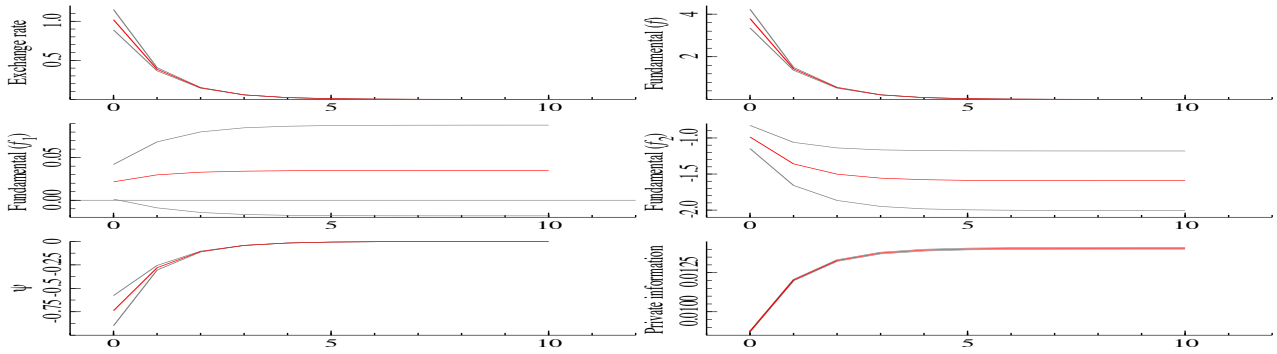 Exchange rate
1.0
0.5
0 5 10
Fundamental (f)
4
2
0 5 10
Fundamental (f1)
0.05
0.00
0 5 10
Fundamental (f2)
-1.0
-1.5
-2.0
0 5 10
ψ
0
-0.25
-0.5
-0.75
0 5 10
Private information
0.0125
0.0100
0 5 10